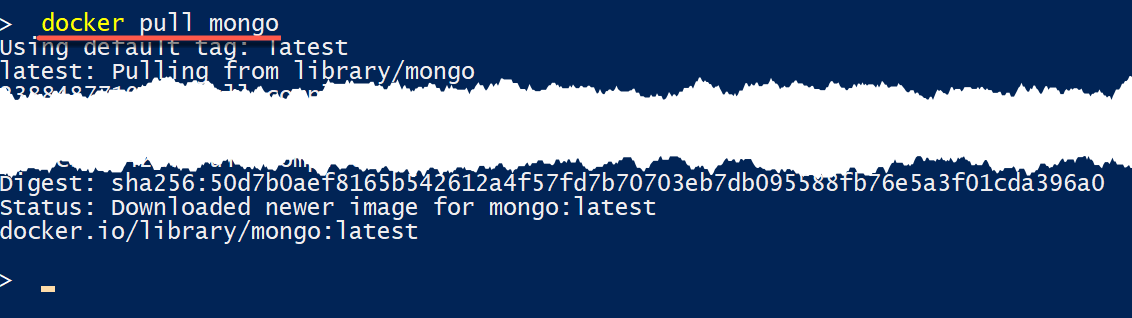 > docker pull mongo
Using default tag: latest
latest: Pulling from library/mongo
Digest: sha256:50d7b0aef8165b542612a4f57fd7b70703eb7db095588fb76e5a3f01cda396a0
Status: Downloaded newer image for mongo:latest
docker.io/library/mongo:latest
>